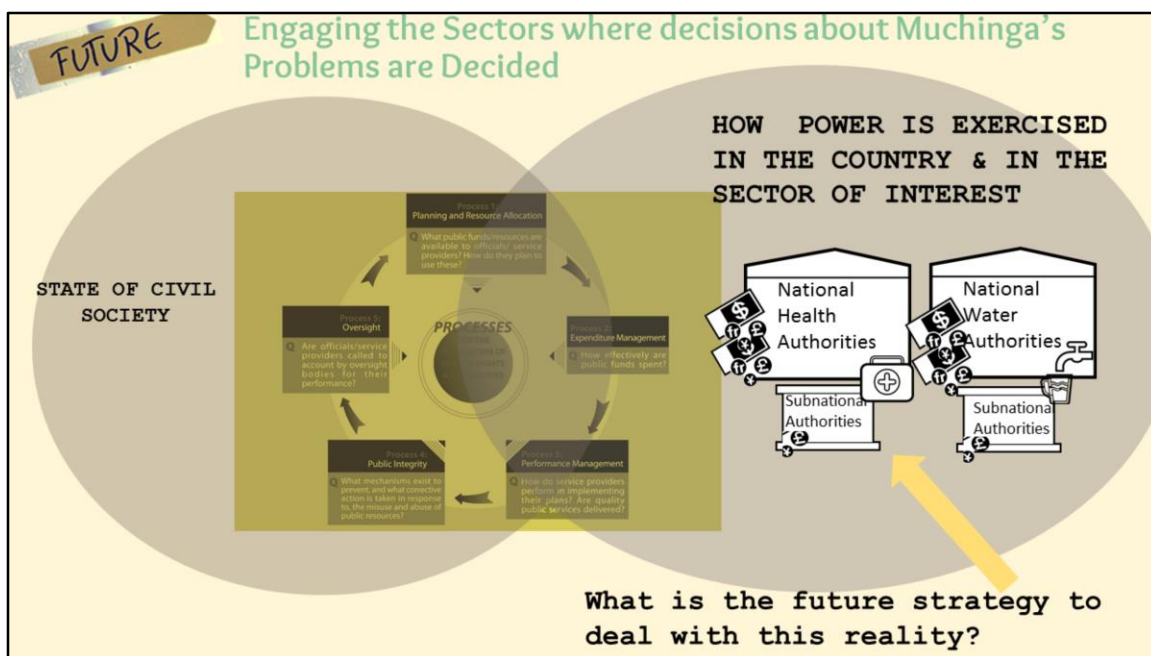 FUTURE
Engaging the Sectors where decisions about Muchinga's
Problems are Decided
HOW POWER IS EXERCISED
IN THE COUNTRY & IN THE
SECTOR OF INTEREST
STATE OF CIVIL
SOCIETY
Process 1:
Planning and Resource Allocation
Q What public funds/resources are
available to officials/ service
providers? How do they plan to
use these?
Process 5:
Oversight
Q Are officials/service
providers called to
account by oversight
bodies for their
performance?
PROCESSES
Process 2:
Expenditure Management
Q How effectively are
public funds spent?
Process 4:
Public Integrity
Q What mechanisms exist to
prevent, and what corrective
action is taken in response
to, the misuse and abuse of
public resources?
Process 3:
Performance Management
Q How do service providers
perform in implementing
their plans? Are quality
public services delivered?
National
Health
Authorities
Subnational
Authorities
National
Water
Authorities
Subnational
Authorities
$
fr £
¥
fr £
¥
£
¥
$
fr £
¥
fr £
¥
£
¥
What is the future strategy to
deal with this reality?